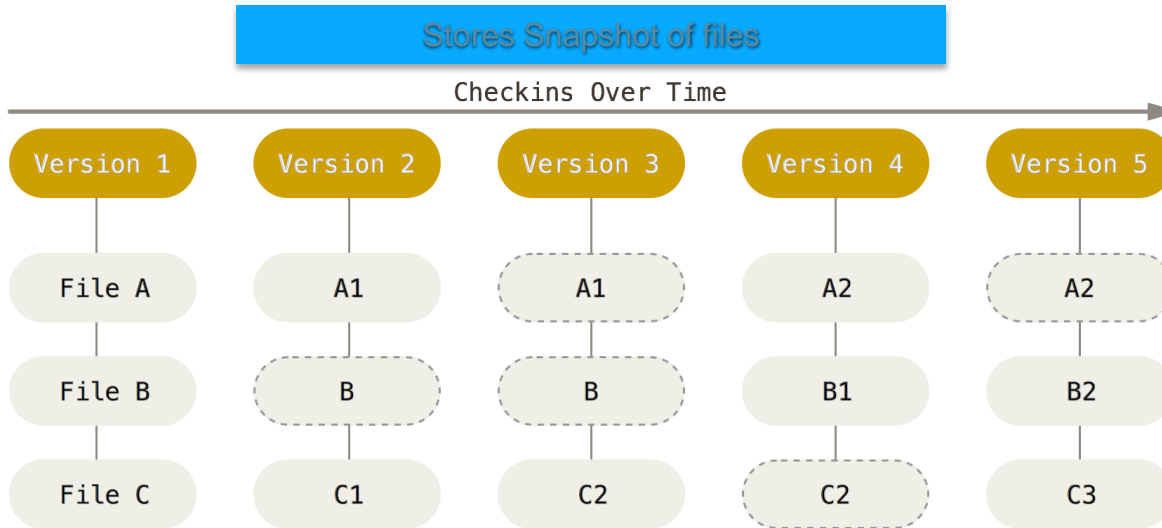 Stores Snapshot of files
Checkins Over Time
Version 1 Version 2 Version 3 Version 4 Version 5
File A A1 A1 A2 A2
File B B B B1 B2
File C C1 C2 C2 C3